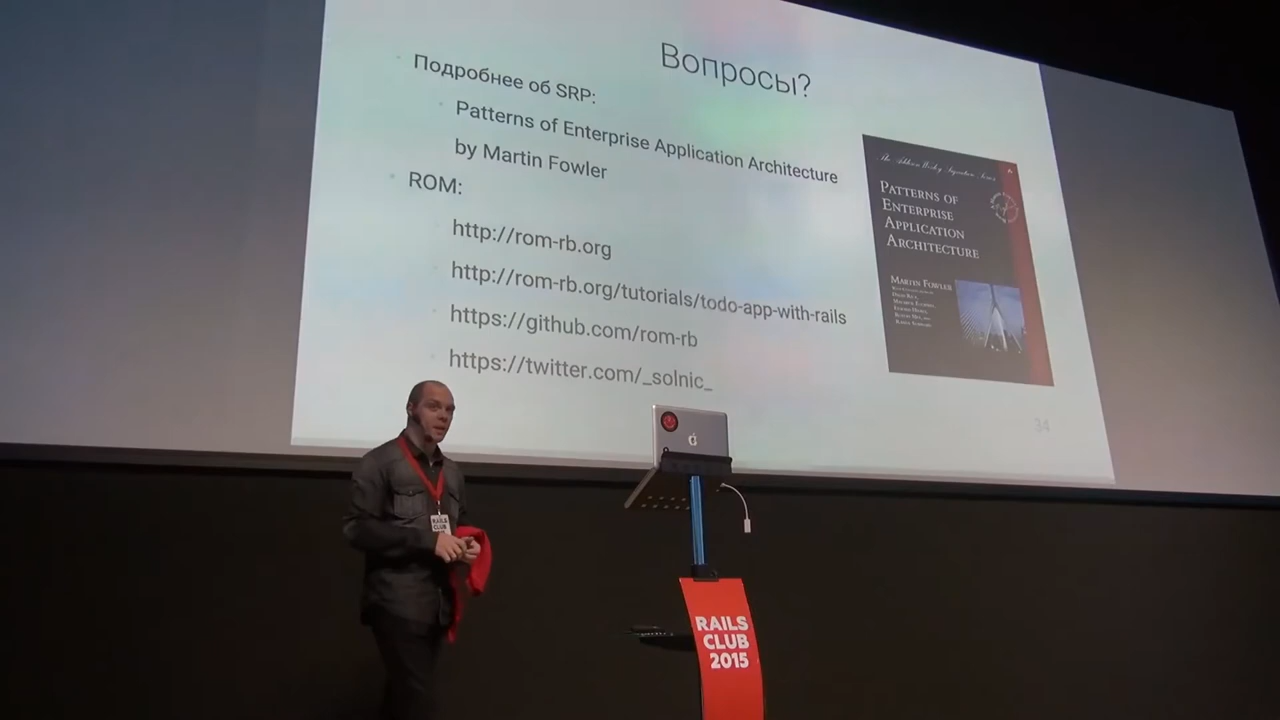 Вопросы?
Подробнее об SRP:
Patterns of Enterprise Application Architecture
by Martin Fowler
ROM:
http://rom-rb.org
http://rom-rb.org/tutorials/todo-app-with-rails
https://github.com/rom-rb
https://twitter.com/_solnic_
34
PATTERNS OF
ENTERPRISE
APPLICATION
ARCHITECTURE
MARTIN FOWLER
RAILS
CLUB
RAILS
CLUB
2015